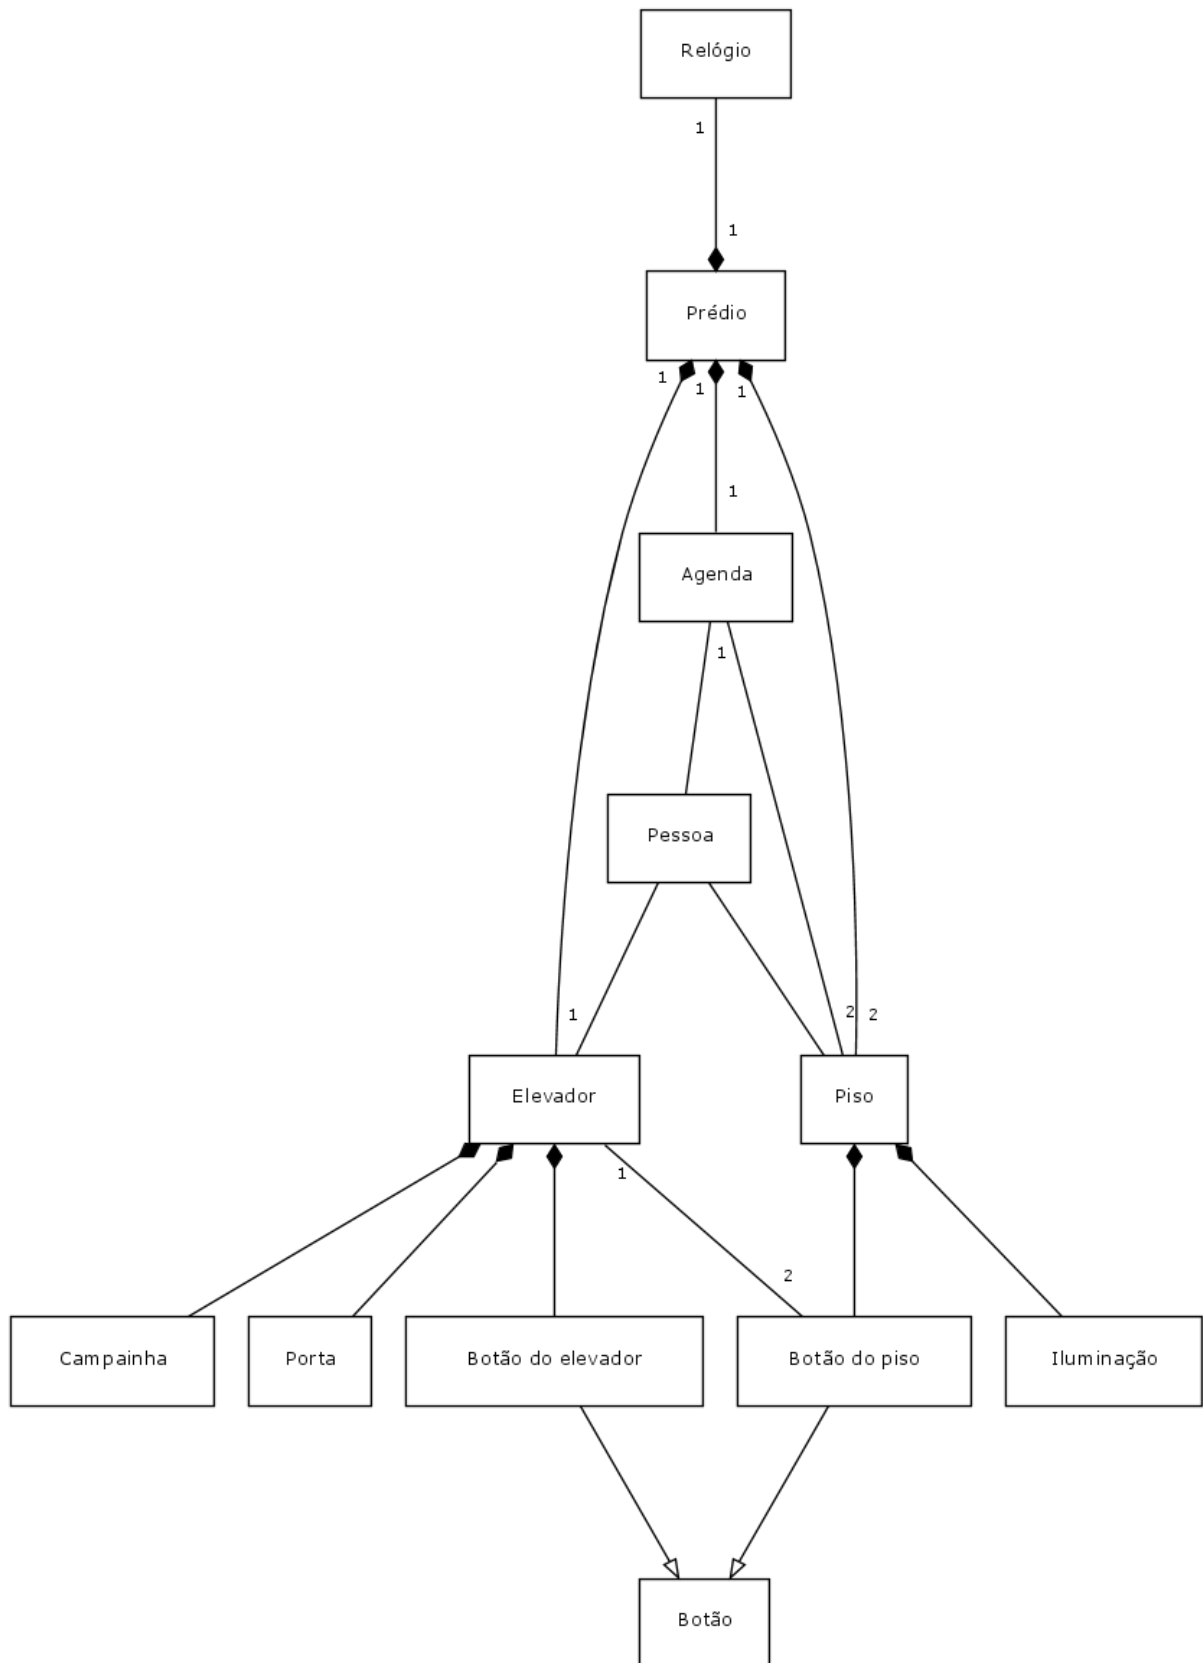 Relógio
1
1
Prédio
1
1
1
1
Agenda
1
Pessoa
1
2
2
Elevador
Piso
1
2
Campainha
Porta
Botão do elevador
Botão do piso
Iluminação
Botão